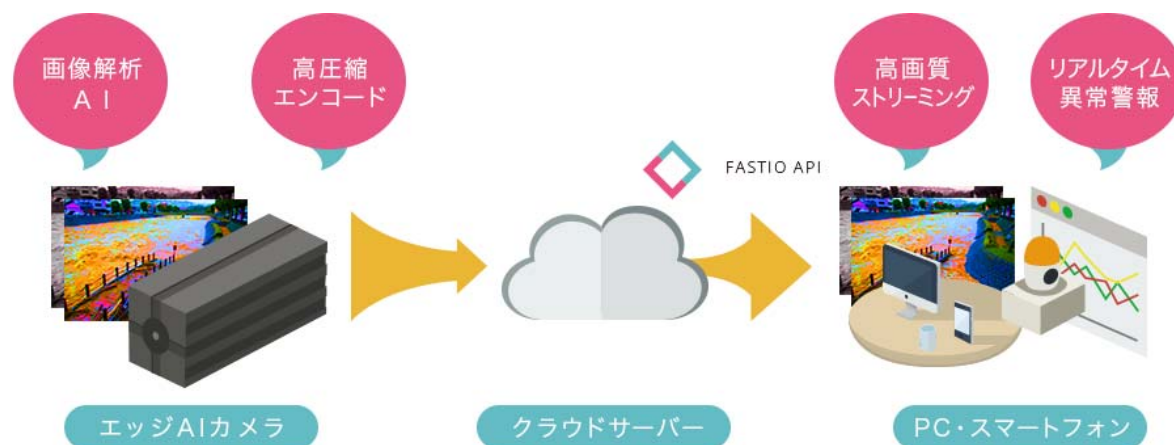 画像解析
AI
高圧縮
エンコード
高画質
ストリーミング
リアルタイム
異常警報
FASTIO API
エッジAIカメラ
クラウドサーバー
PC・スマートフォン